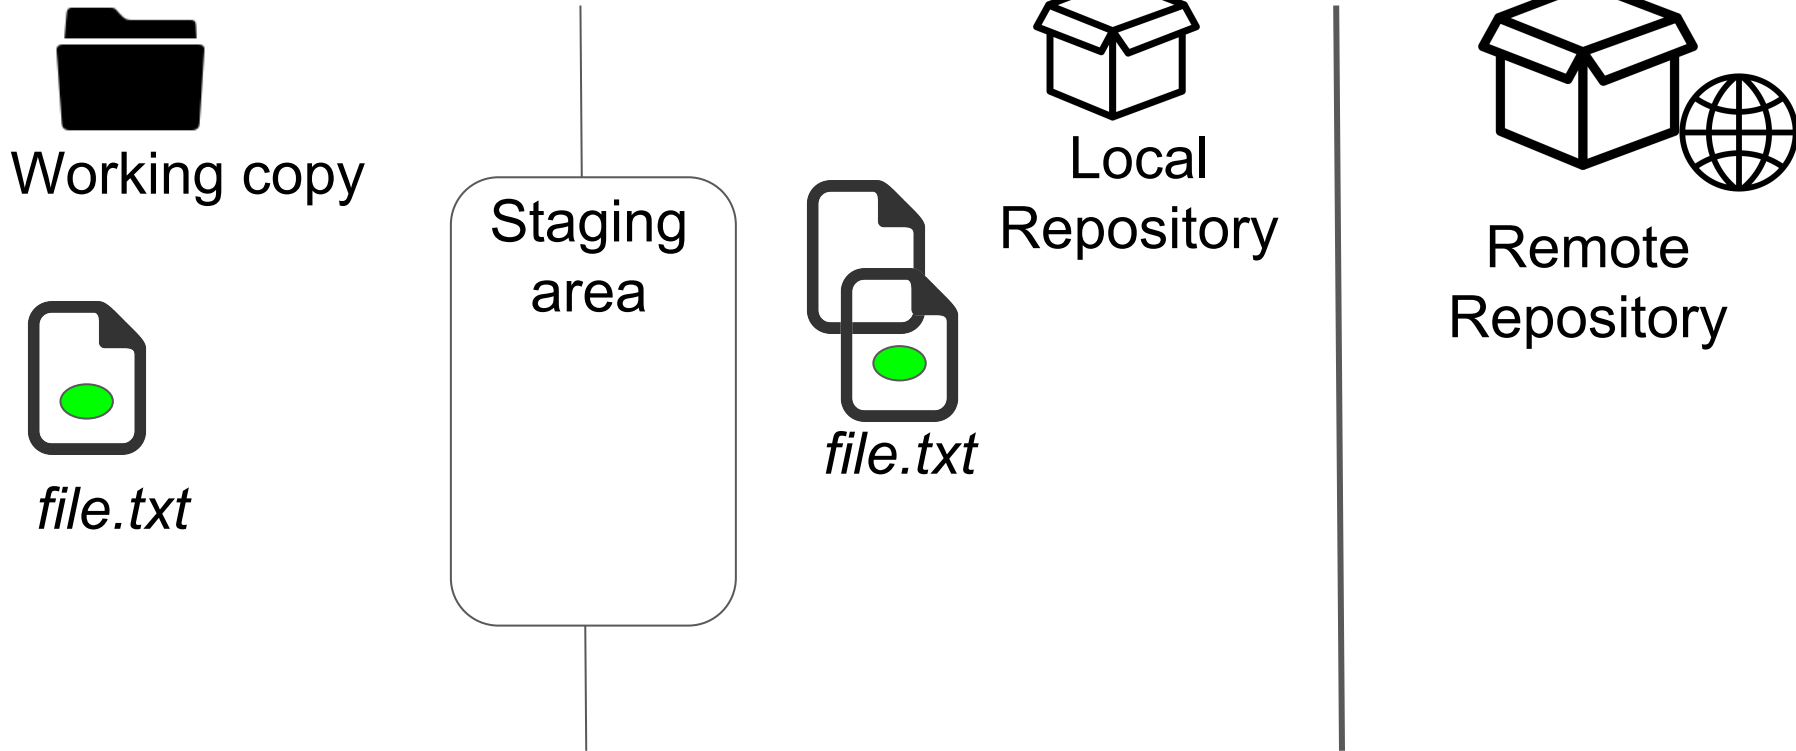 Working copy
Staging
area
Local
Repository
Remote
Repository
file.txt
file.txt